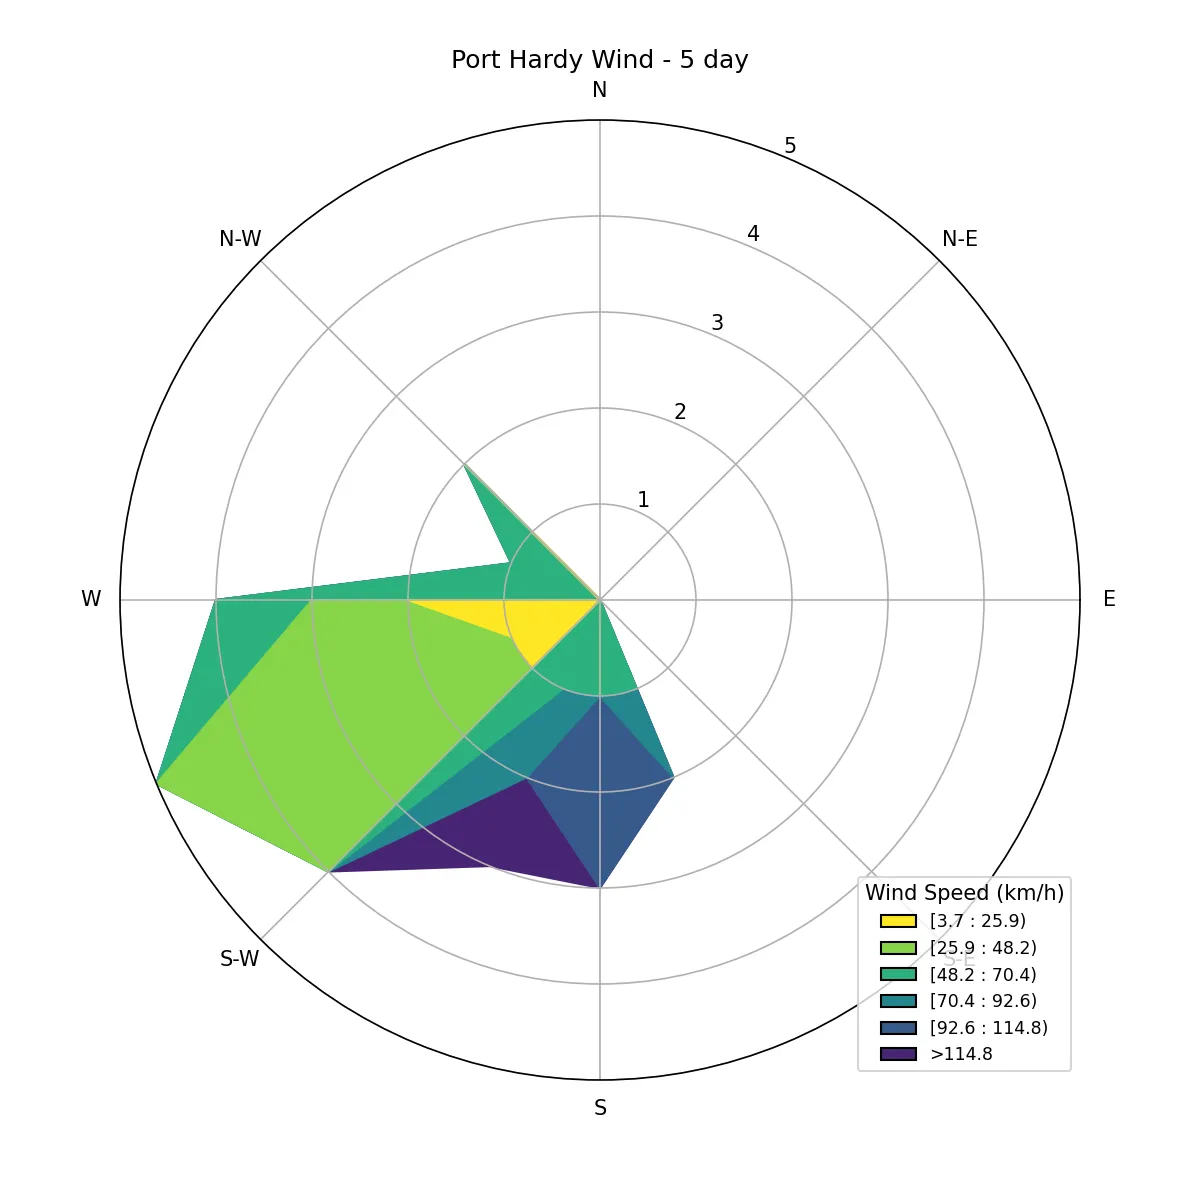 Port Hardy Wind - 5 day
N
5
N-W
N-E
4
3
2
1
W
E
S-W
S-E
S
Wind Speed (km/h)
[3.7 : 25.9)
[25.9 : 48.2)
[48.2 : 70.4)
[70.4 : 92.6)
[92.6 : 114.8)
>114.8